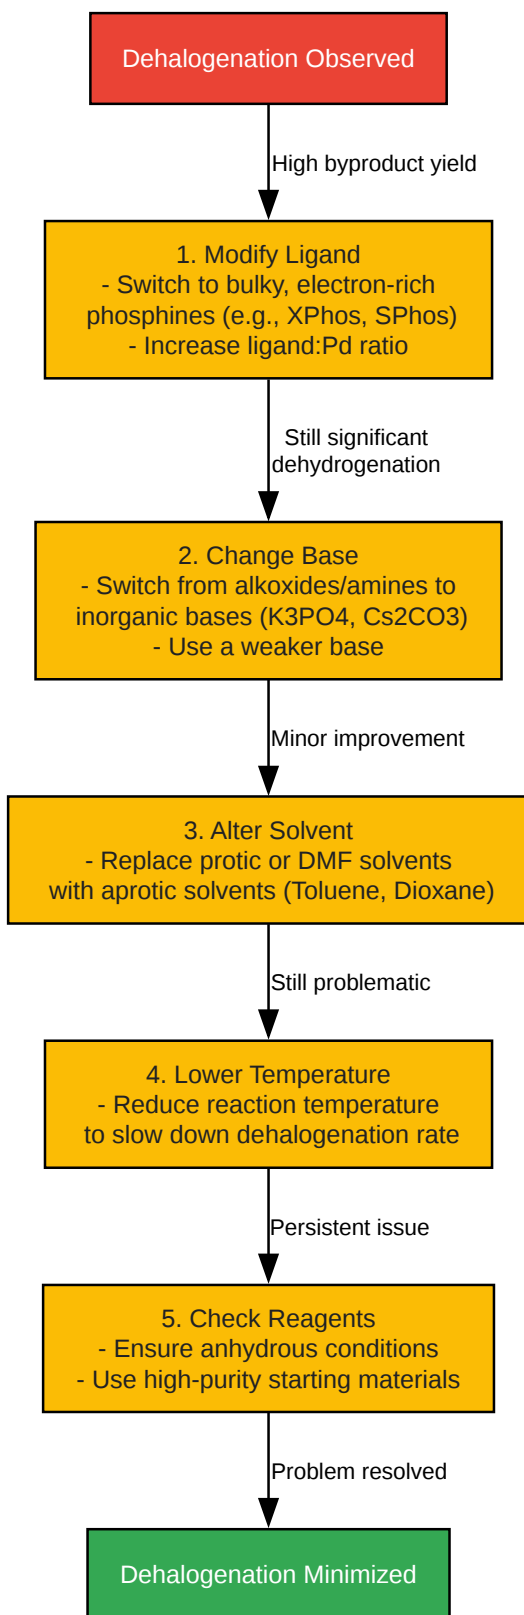 Dehalogenation Observed
High byproduct yield
1. Modify Ligand
- Switch to bulky, electron-rich
phosphines (e.g., XPhos, SPhos)
- Increase ligand:Pd ratio
Still significant
dehydrogenation
2. Change Base
- Switch from alkoxides/amines to
inorganic bases (K3PO4, Cs2CO3)
- Use a weaker base
Minor improvement
3. Alter Solvent
- Replace protic or DMF solvents
with aprotic solvents (Toluene, Dioxane)
Still problematic
4. Lower Temperature
- Reduce reaction temperature
to slow down dehalogenation rate
Persistent issue
5. Check Reagents
- Ensure anhydrous conditions
- Use high-purity starting materials
Problem resolved
Dehalogenation Minimized